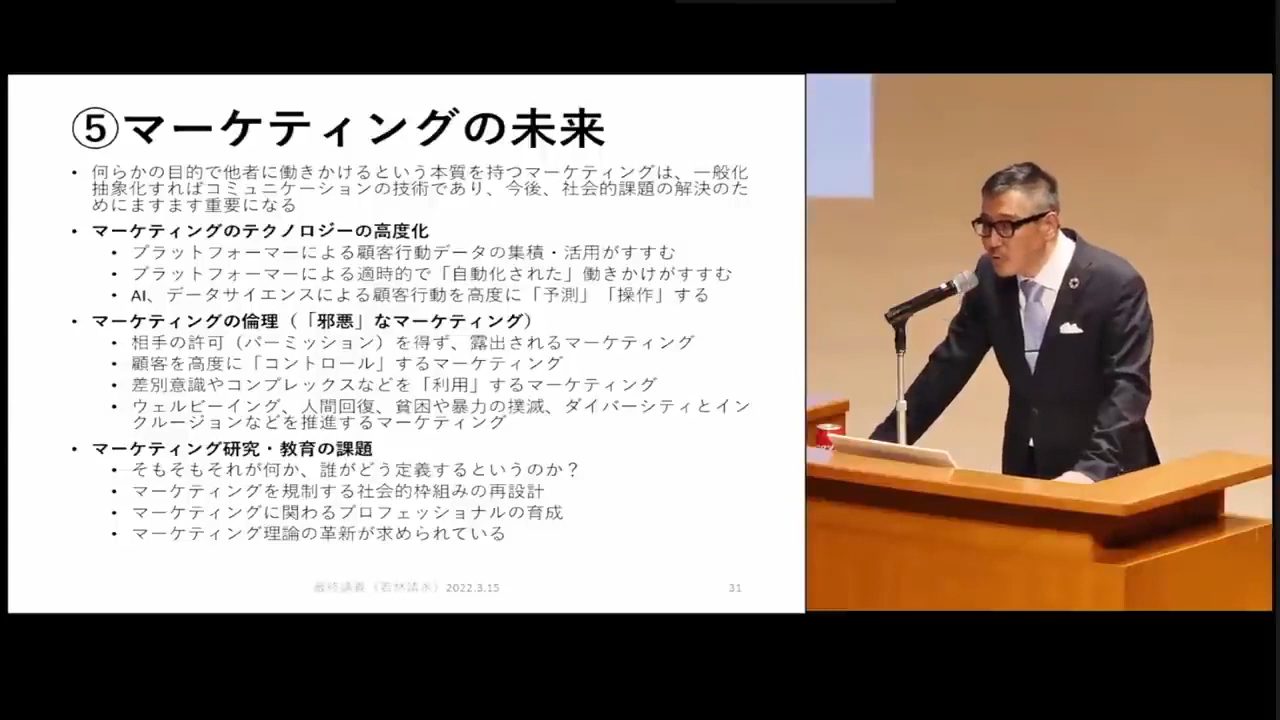 ⑤マーケティングの未来
• 何らかの目的で他者に働きかけるという本質を持つマーケティングは、一般化
抽象化すればコミュニケーションの技術であり、今後、社会的課題の解決のた
めにますます重要になる
• マーケティングのテクノロジーの高度化
• プラットフォーマーによる顧客行動データの集積・活用がすすむ
• プラットフォーマーによる適時的で「自動化された」働きかけがすすむ
• AI、データサイエンスによる顧客行動を高度に「予測」「操作」する
• マーケティングの倫理（「邪悪」なマーケティング）
• 相手の許可（パーミッション）を得ず、露出されるマーケティング
• 顧客を高度に「コントロール」するマーケティング
• 差別意識やコンプレックスなどを「利用」するマーケティング
• ウェルビーイング、人間回復、貧困や暴力の撲滅、ダイバーシティとイン
クルージョンなどを推進するマーケティング
• マーケティング研究・教育の課題
• そもそもそれが何か、誰がどう定義するというのか？
• マーケティングを規制する社会的枠組みの再設計
• マーケティングに関わるプロフェッショナルの育成
• マーケティング理論の革新が求められている
最終講義（若林靖永）2022.3.15
31